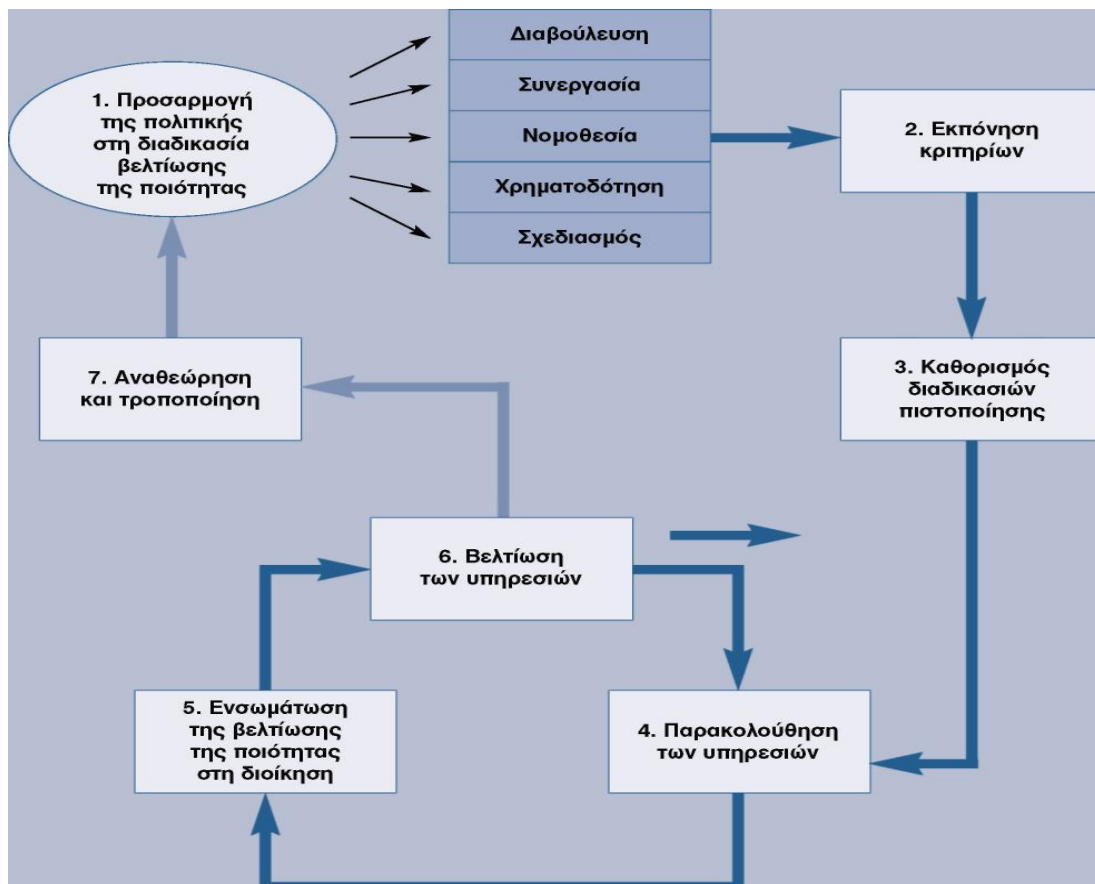 1. Προσαρμογή
της πολιτικής
στη διαδικασία
βελτίωσης
της ποιότητας
Διαβούλευση
Συνεργασία
Νομοθεσία
Χρηματοδότηση
Σχεδιασμός
2. Εκπόνηση
κριτηρίων
3. Καθορισμός
διαδικασιών
πιστοποίησης
4. Παρακολούθηση
των υπηρεσιών
5. Ενσωμάτωση
της βελτίωσης
της ποιότητας
στη διοίκηση
6. Βελτίωση
των υπηρεσιών
7. Αναθεώρηση
και τροποποίηση